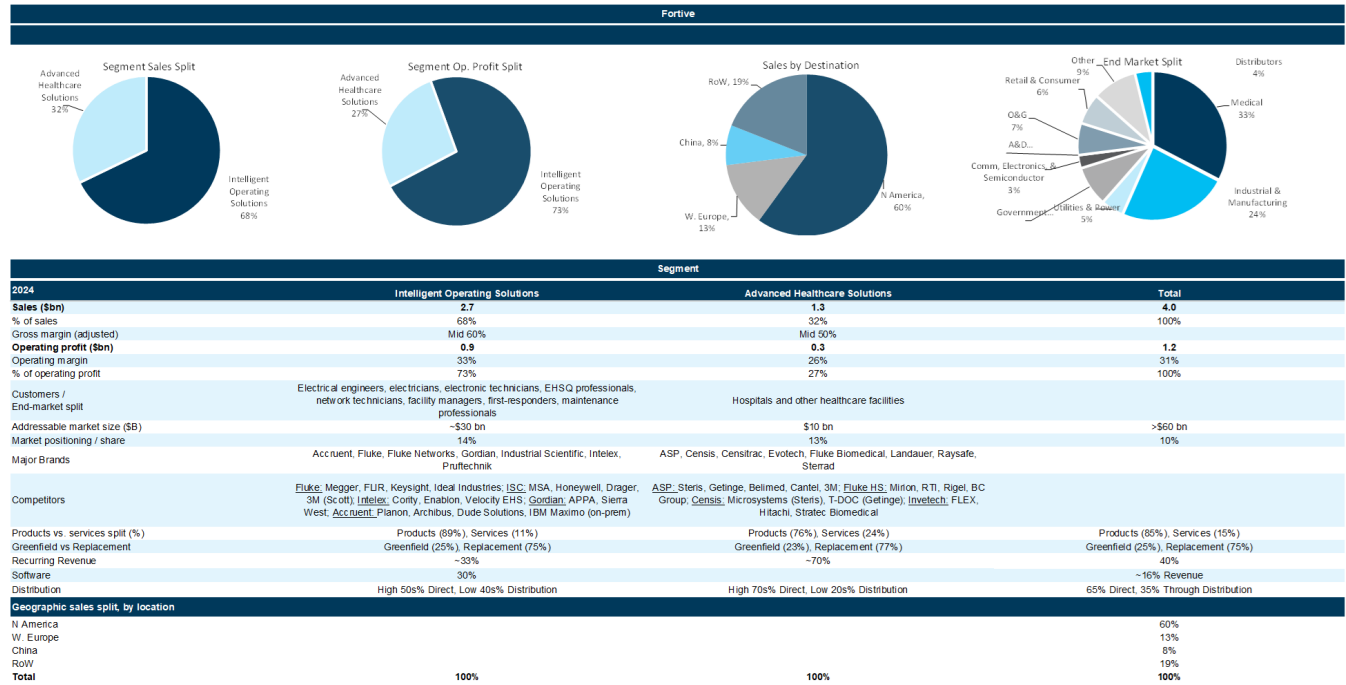 Fortive
Segment Sales Split
Advanced
Healthcare
Solutions
32%
Intelligent
Operating
Solutions
68%
Segment Op. Profit Split
Advanced
Healthcare
Solutions
27%
Intelligent
Operating
Solutions
73%
Sales by Destination
RoW, 19%
China, 8%
W. Europe,
13%
N America,
60%
End Market Split
Other
9%
Distributors
4%
Retail & Consumer
6%
Medical
33%
O&G
7%
A&D...
Comm, Electronics, &
Semiconductor
3%
Government...
Utilities & Power
5%
Industrial &
Manufacturing
24%
Segment
2024 Intelligent Operating Solutions Advanced Healthcare Solutions Total
Sales ($bn) 2.7 1.3 4.0
% of sales 68% 32% 100%
Gross margin (adjusted) Mid 60% Mid 50%
Operating profit ($bn) 0.9 0.3 1.2
Operating margin 33% 26% 31%
% of operating profit 73% 27% 100%
Customers /
End-market split
Electrical engineers, electricians, electronic technicians, EHSQ professionals,
network technicians, facility managers, first-responders, maintenance
professionals
Hospitals and other healthcare facilities
Addressable market size ($B) ~$30 bn $10 bn >$60 bn
Market positioning / share 14% 13% 10%
Major Brands
Accruent, Fluke, Fluke Networks, Gordian, Industrial Scientific, Intelex,
Pruftechnik
ASP, Censis, Censitrac, Evotech, Fluke Biomedical, Landauer, Raysafe,
Sterrad
Competitors
Fluke: Megger, FLIR, Keysight, Ideal Industries; ISC: MSA, Honeywell, Drager,
3M (Scott); Intelex: Cority, Enablon, Velocity EHS; Gordian: APPA, Sierra
West; Accruent: Planon, Archibus, Dude Solutions, IBM Maximo (on-prem)
ASP: Steris, Getinge, Belimed, Cantel, 3M; Fluke HS: Mirion, RTI, Rigel, BC
Group; Censis: Microsystems (Steris), T-DOC (Getinge); Invetech: FLEX,
Hitachi, Stratec Biomedical
Products vs. services split (%) Products (89%), Services (11%) Products (76%), Services (24%) Products (85%), Services (15%)
Greenfield vs Replacement Greenfield (25%), Replacement (75%) Greenfield (23%), Replacement (77%) Greenfield (25%), Replacement (75%)
Recurring Revenue ~33% ~70% 40%
Software 30% ~16% Revenue
Distribution High 50s% Direct, Low 40s% Distribution High 70s% Direct, Low 20s% Distribution 65% Direct, 35% Through Distribution
Geographic sales split, by location
N America 60%
W. Europe 13%
China 8%
RoW 19%
Total 100% 100% 100%